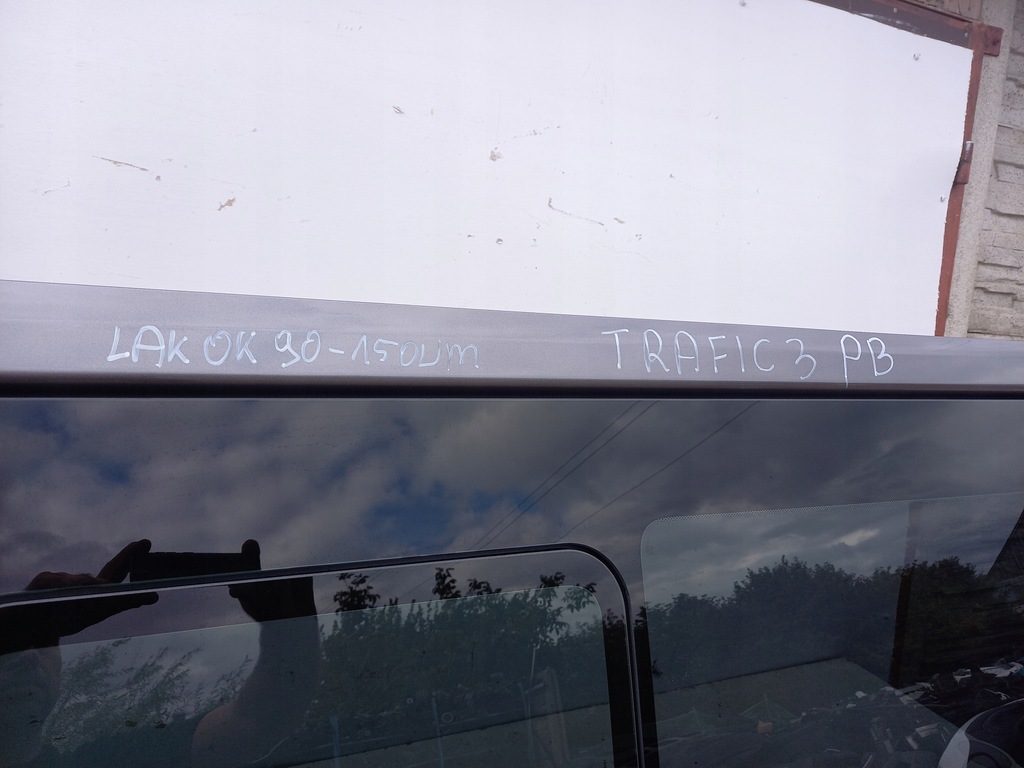 LAK OK 90-150um TRAFIC 3 PB